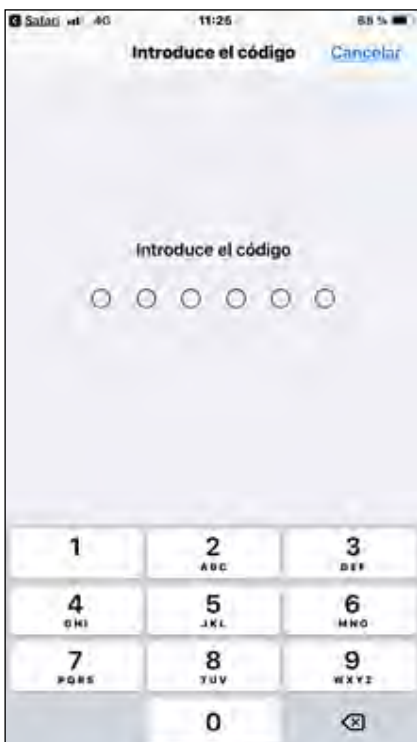 Safari 4G 11:25 68 %
Introduce el código Cancelar
Introduce el código
1 2 3
ABC DEF
4 5 6
GHI JKL MNO
7 8 9
PQRS TUV WXYZ
0